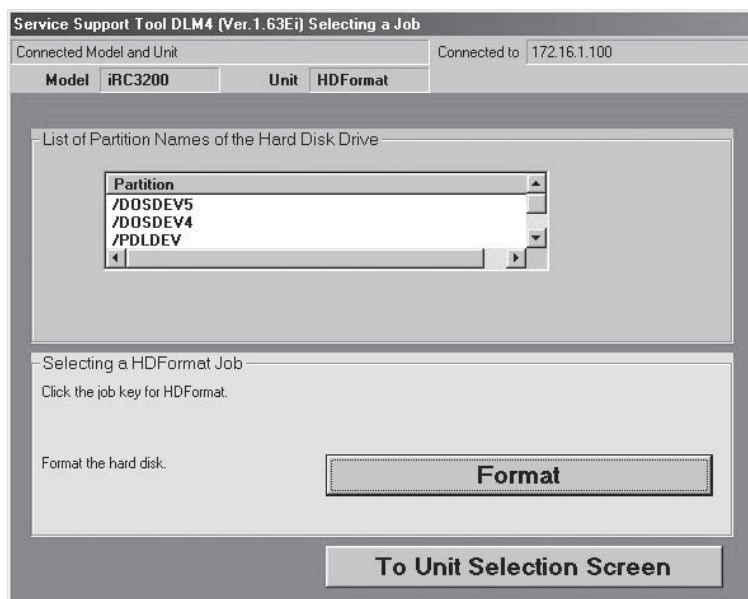 Service Support Tool DLM4 (Ver.1.63Ei) Selecting a Job
Connected Model and Unit Connected to 172.16.1.100
Model iRC3200 Unit HDFormat
List of Partition Names of the Hard Disk Drive
Partition
/DOSDEV5
/DOSDEV4
/PDLDEV
Selecting a HDFormat Job
Click the job key for HDFormat.
Format the hard disk.
Format
To Unit Selection Screen